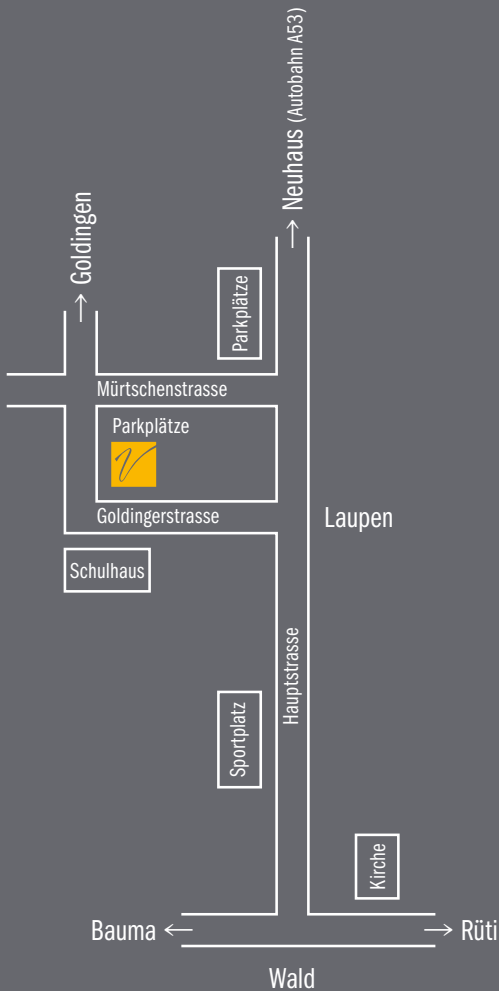 Neuhaus (Autobahn A53)
Goldingen
Parkplätze
Mürtschenstrasse
Parkplätze
V
Goldingerstrasse
Laupen
Schulhaus
Hauptstrasse
Sportplatz
Kirche
Bauma
Rüti
Wald